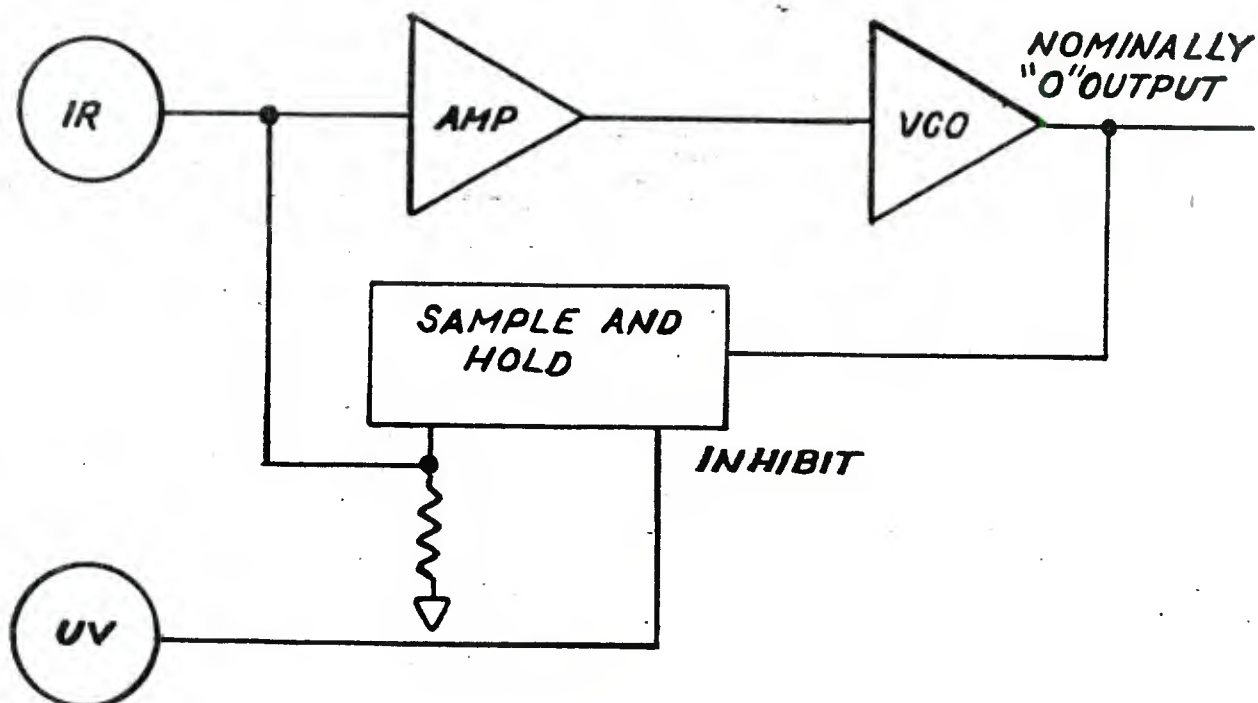 NOMINALLY
"O" OUTPUT
IR
AMP
VCO
SAMPLE AND
HOLD
INHIBIT
UV